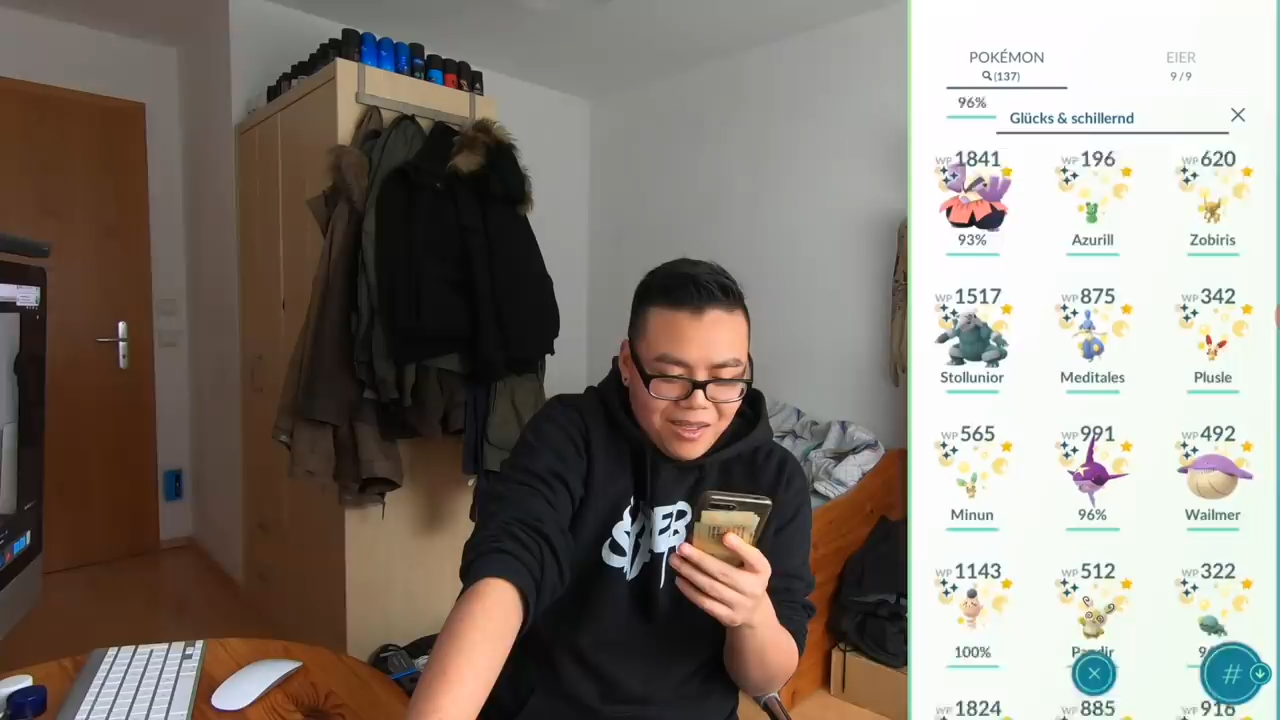 POKÉMON
EIER
(137)
9 / 9
96%
Glücks & schillernd
WP 1841
WP 196
WP 620
93%
Azurill
Zobiris
WP 1517
WP 875
WP 342
Stollunior
Meditales
Plusle
WP 565
WP 991
WP 492
Minun
96%
Wailmer
WP 1143
WP 512
WP 322
100%
Pandir
#
WP 1824
WP 885
WP 916